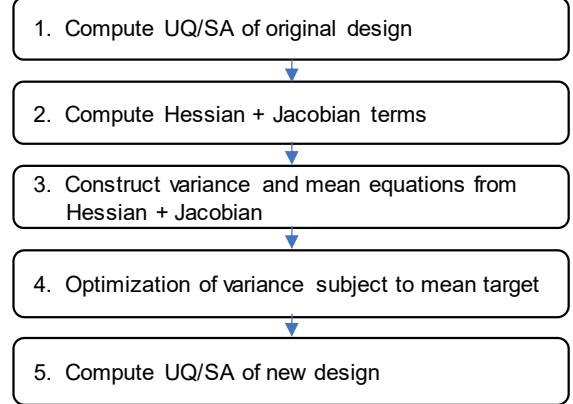 1. Compute UQ/SA of original design
2. Compute Hessian + Jacobian terms
3. Construct variance and mean equations from
Hessian + Jacobian
4. Optimization of variance subject to mean target
5. Compute UQ/SA of new design